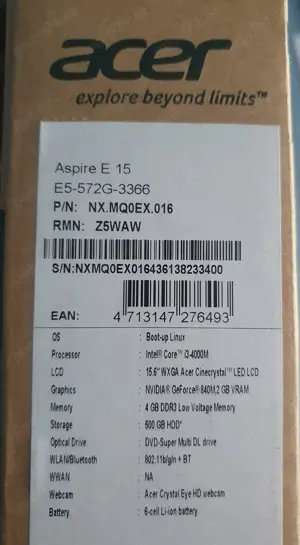 acer
explore beyond limits™
Aspire E 15
E5-572G-3366
P/N: NX.MQ0EX.016
RMN: Z5WAW
S/N:NXMQ0EX016436138233400
EAN: 4 713147 276493
OS : Boot-up Linux
Processor : Intel® Core™ i3-4000M
LCD : 15.6" WXGA Acer Cinecrystal™ LED LCD
Graphics : NVIDIA® GeForce® 840M,2 GB VRAM
Memory : 4 GB DDR3 Low Voltage Memory
Storage : 500 GB HDD*
Optical Drive : DVD-Super Multi DL drive
WLAN/Bluetooth : 802.11b/g/n + BT
WWAN : NA
Webcam : Acer Crystal Eye HD webcam
Battery : 6-cell Li-ion battery